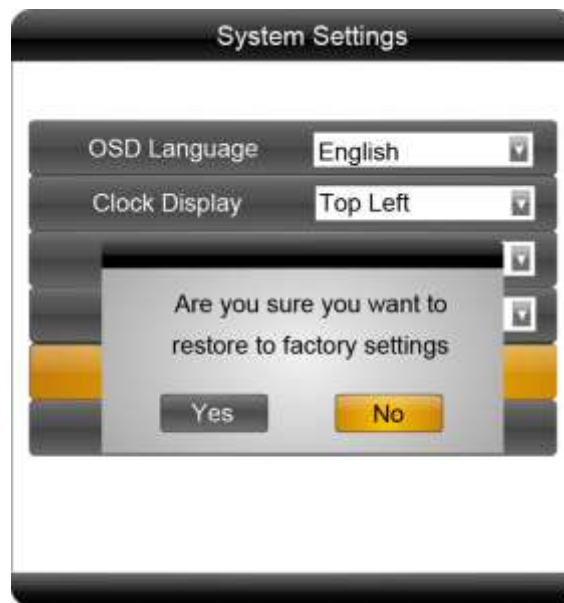 System Settings
OSD Language English
Clock Display Top Left
Are you sure you want to
restore to factory settings
Yes No